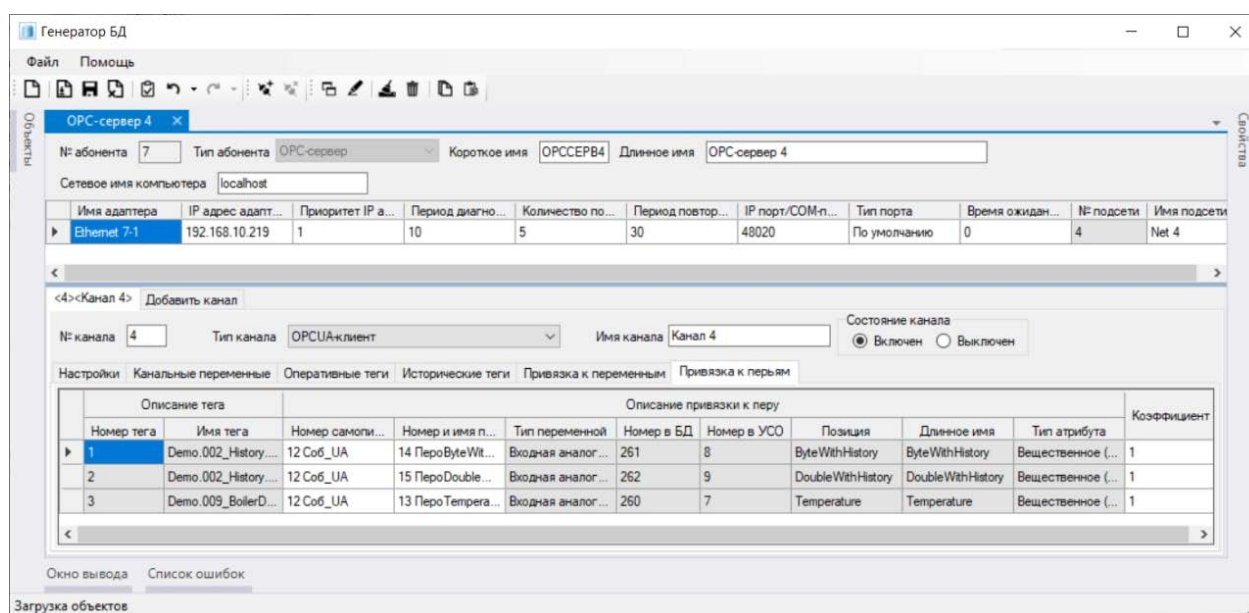 Генератор БД
Файл Помощь
Объекты
Свойства
OPC-сервер 4
№ абонента 7 Тип абонента OPC-сервер Короткое имя OPCСЕРВ4 Длинное имя OPC-сервер 4
Сетевое имя компьютера localhost
Имя адаптера IP адрес адапт... Приоритет IP а... Период диагно... Количество по... Период повтор... IP порт/COM-п... Тип порта Время ожидан... № подсети Имя подсети
Ethernet 7-1 192.168.10.219 1 10 5 30 48020 По умолчанию 0 4 Net 4
<4><Канал 4> Добавить канал
Состояние канала
№ канала 4 Тип канала OPCUA-клиент Имя канала Канал 4 Включен Выключен
Настройки Канальные переменные Оперативные теги Исторические теги Привязка к переменным Привязка к перьям
Описание тега Описание привязки к перу Коэффициент
Номер тега Имя тега Номер самопи... Номер и имя п... Тип переменной Номер в БД Номер в УСО Позиция Длинное имя Тип атрибута
1 Demo.002_History.... 12 Соб_UA 14 ПероByteWit... Входная аналог... 261 8 ByteWithHistory ByteWithHistory Вещественное (... 1
2 Demo.002_History.... 12 Соб_UA 15 ПероDouble... Входная аналог... 262 9 DoubleWithHistory DoubleWithHistory Вещественное (... 1
3 Demo.009_BoilerD... 12 Соб_UA 13 ПероTempera... Входная аналог... 260 7 Temperature Temperature Вещественное (... 1
Окно вывода Список ошибок
Загрузка объектов